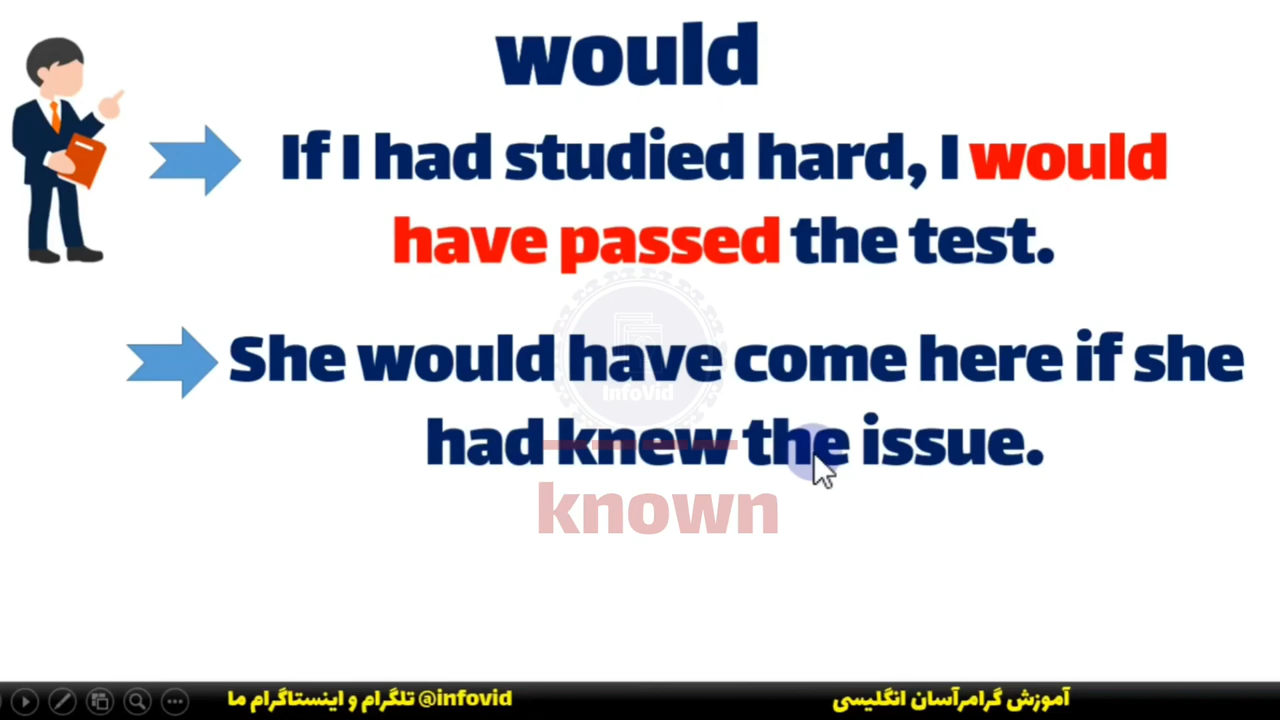 would
If I had studied hard, I would
have passed the test.
InfoVid
She would have come here if she
had knew the issue.
known
تلگرام و اینستاگرام ما @infovid
آموزش گرامرآسان انگلیسی